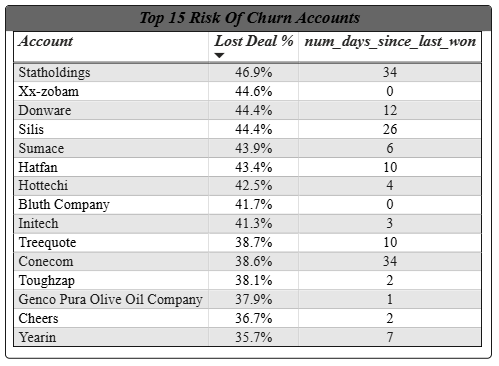 Top 15 Risk Of Churn Accounts
Account Lost Deal % num_days_since_last_won
Statholdings 46.9% 34
Xx-zobam 44.6% 0
Donware 44.4% 12
Silis 44.4% 26
Sumace 43.9% 6
Hatfan 43.4% 10
Hottechi 42.5% 4
Bluth Company 41.7% 0
Initech 41.3% 3
Treequote 38.7% 10
Conecom 38.6% 34
Toughzap 38.1% 2
Genco Pura Olive Oil Company 37.9% 1
Cheers 36.7% 2
Yearin 35.7% 7